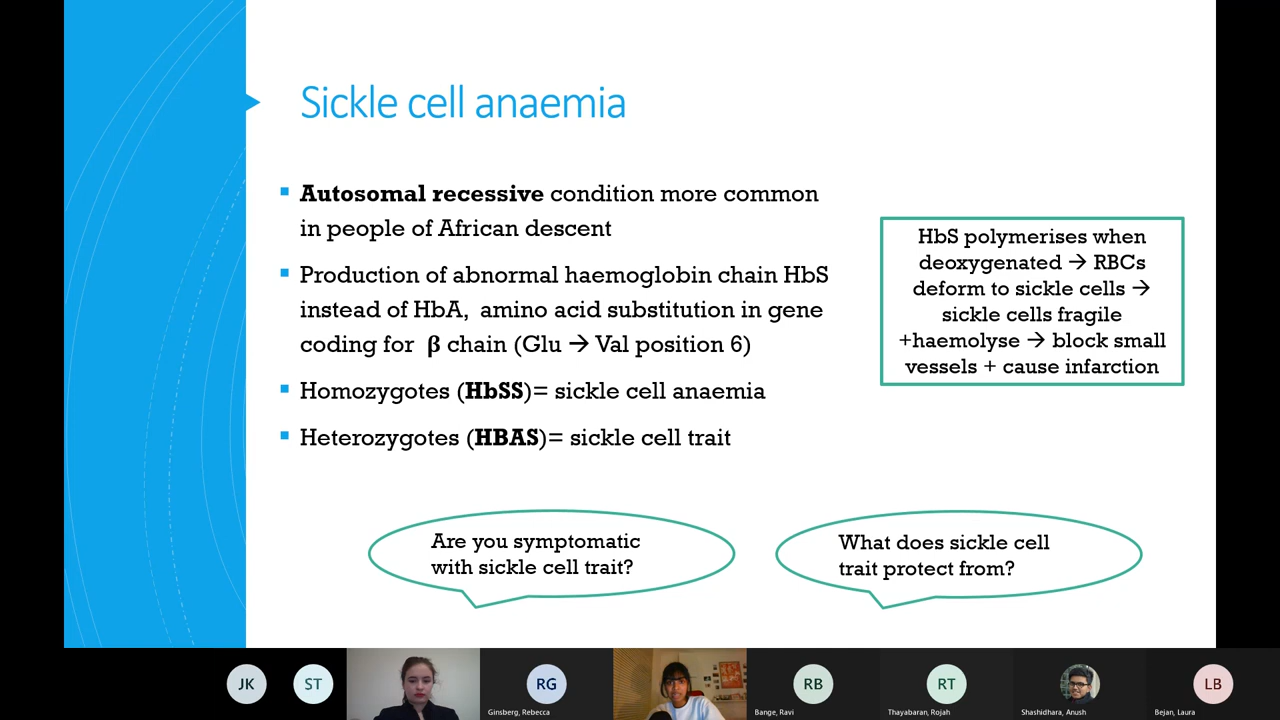 Sickle cell anaemia
Autosomal recessive condition more common
in people of African descent
Production of abnormal haemoglobin chain HbS
instead of HbA, amino acid substitution in gene
coding for β chain (Glu → Val position 6)
Homozygotes (HbSS)= sickle cell anaemia
Heterozygotes (HBAS)= sickle cell trait
HbS polymerises when
deoxygenated → RBCs
deform to sickle cells →
sickle cells fragile
+haemolyse → block small
vessels + cause infarction
Are you symptomatic
with sickle cell trait?
What does sickle cell
trait protect from?
JK
ST
RG
Ginsberg, Rebecca
RB
Bange, Ravi
RT
Thayabaran, Rojah
Shashidhara, Anush
LB
Bejan, Laura